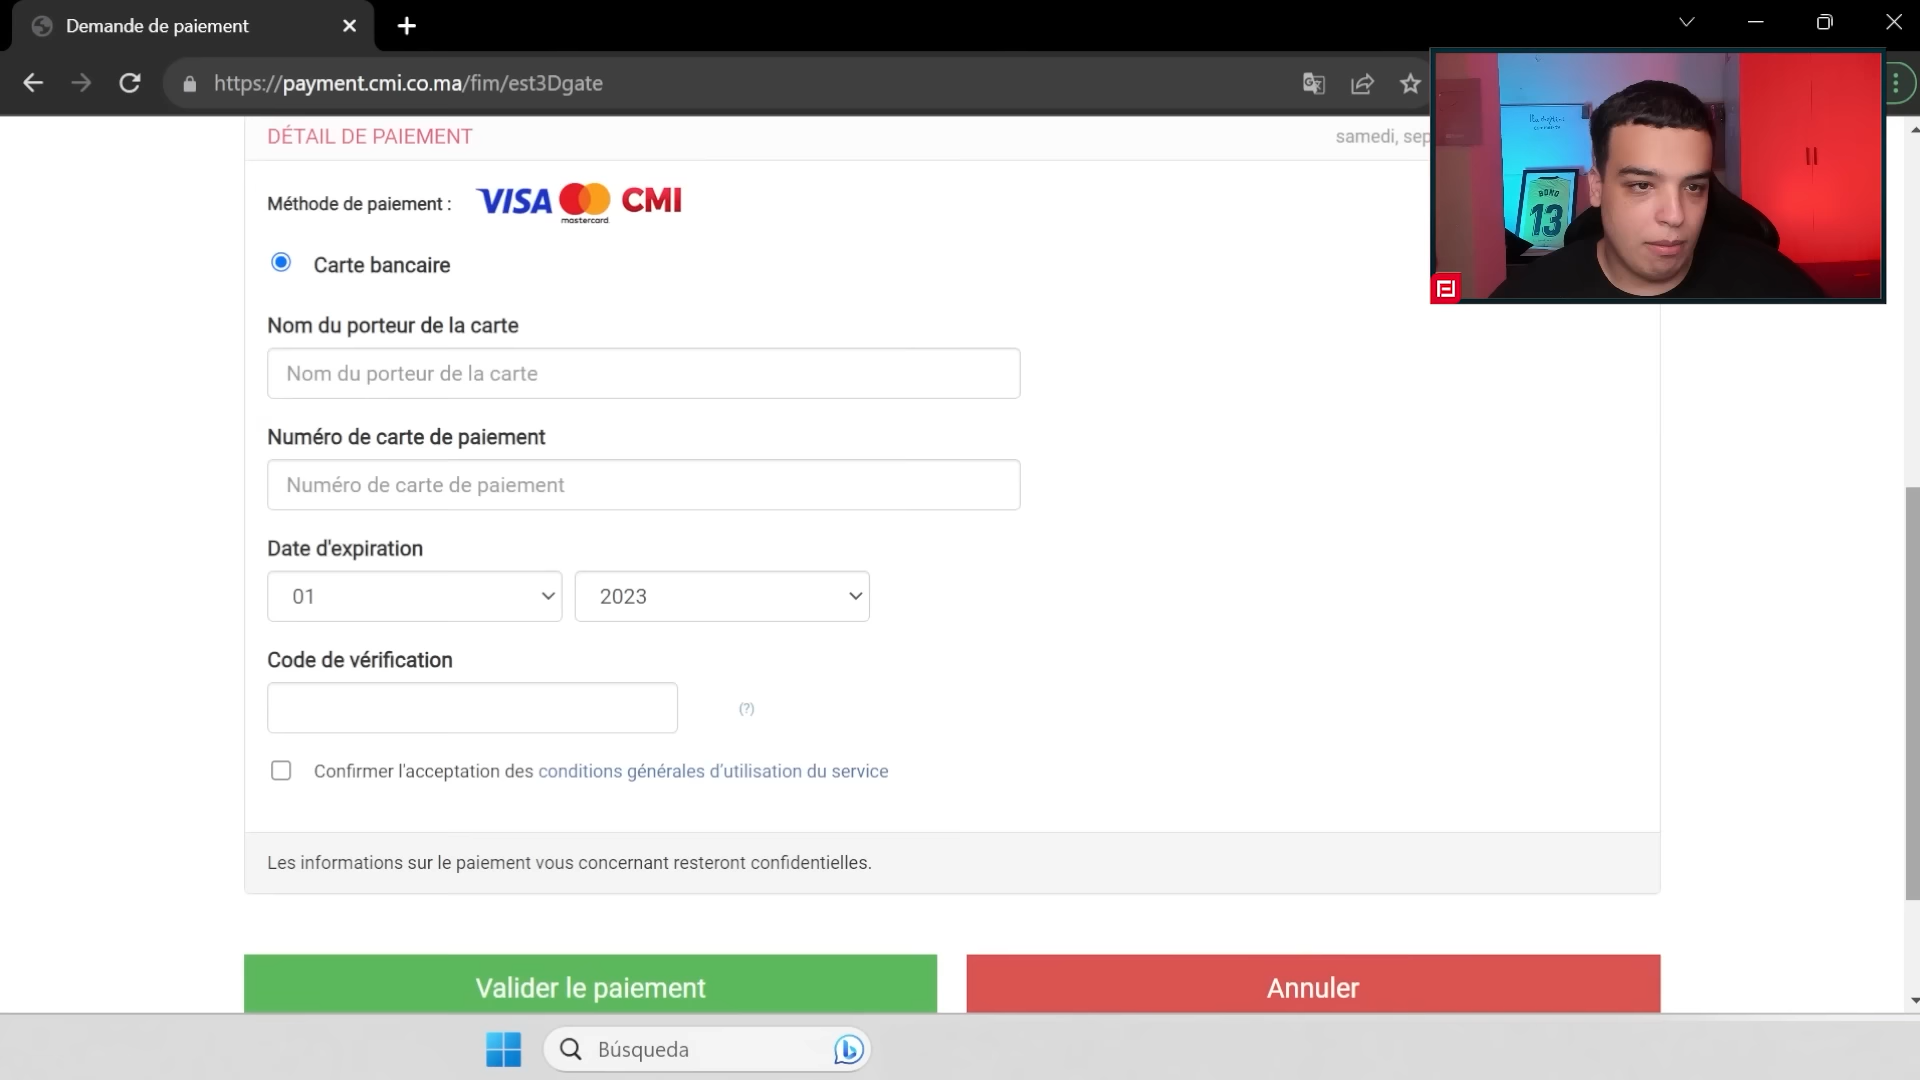 Demande de paiement
https://payment.cmi.co.ma/fim/est3Dgate
DÉTAIL DE PAIEMENT
samedi, sep
Méthode de paiement :
VISA
mastercard
CMI
Carte bancaire
Nom du porteur de la carte
Nom du porteur de la carte
Numéro de carte de paiement
Numéro de carte de paiement
Date d'expiration
01
2023
Code de vérification
(?)
Confirmer l'acceptation des conditions générales d'utilisation du service
Les informations sur le paiement vous concernant resteront confidentielles.
Valider le paiement
Annuler
Búsqueda
BONO
13